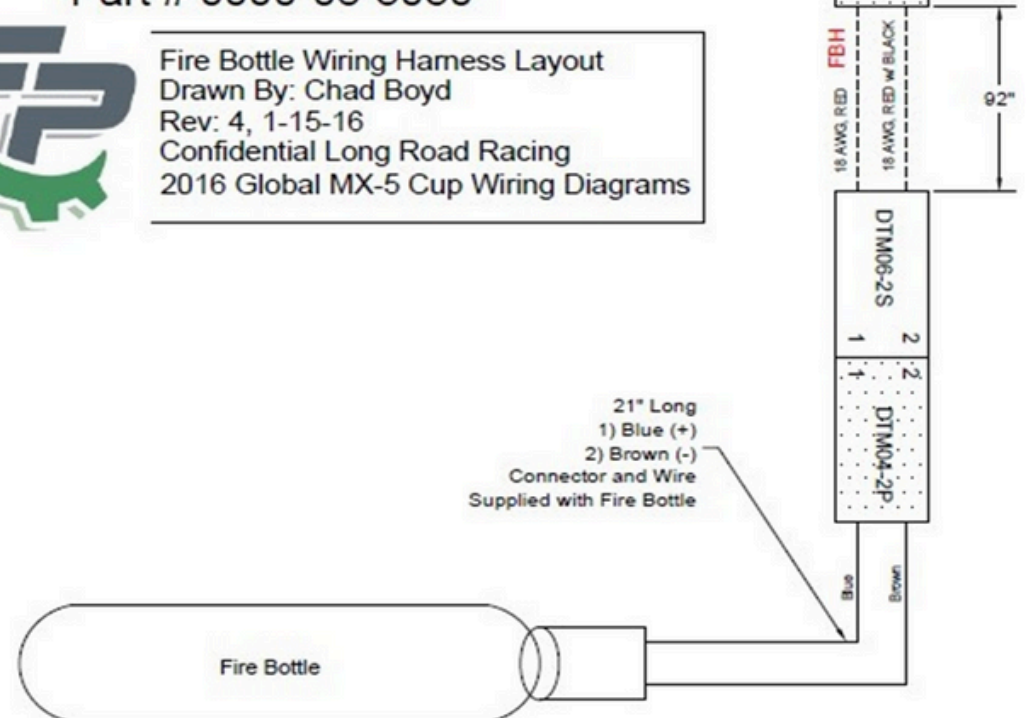 Fire Bottle Wiring Harness Layout
Drawn By: Chad Boyd
Rev: 4, 1-15-16
Confidential Long Road Racing
2016 Global MX-5 Cup Wiring Diagrams
FBH
18 AWG, RED
18 AWG, RED w/ BLACK
92"
DTM06-2S
1 2
1 2
DTM04-2P
21" Long
1) Blue (+)
2) Brown (-)
Connector and Wire
Supplied with Fire Bottle
Blue
Brown
Fire Bottle